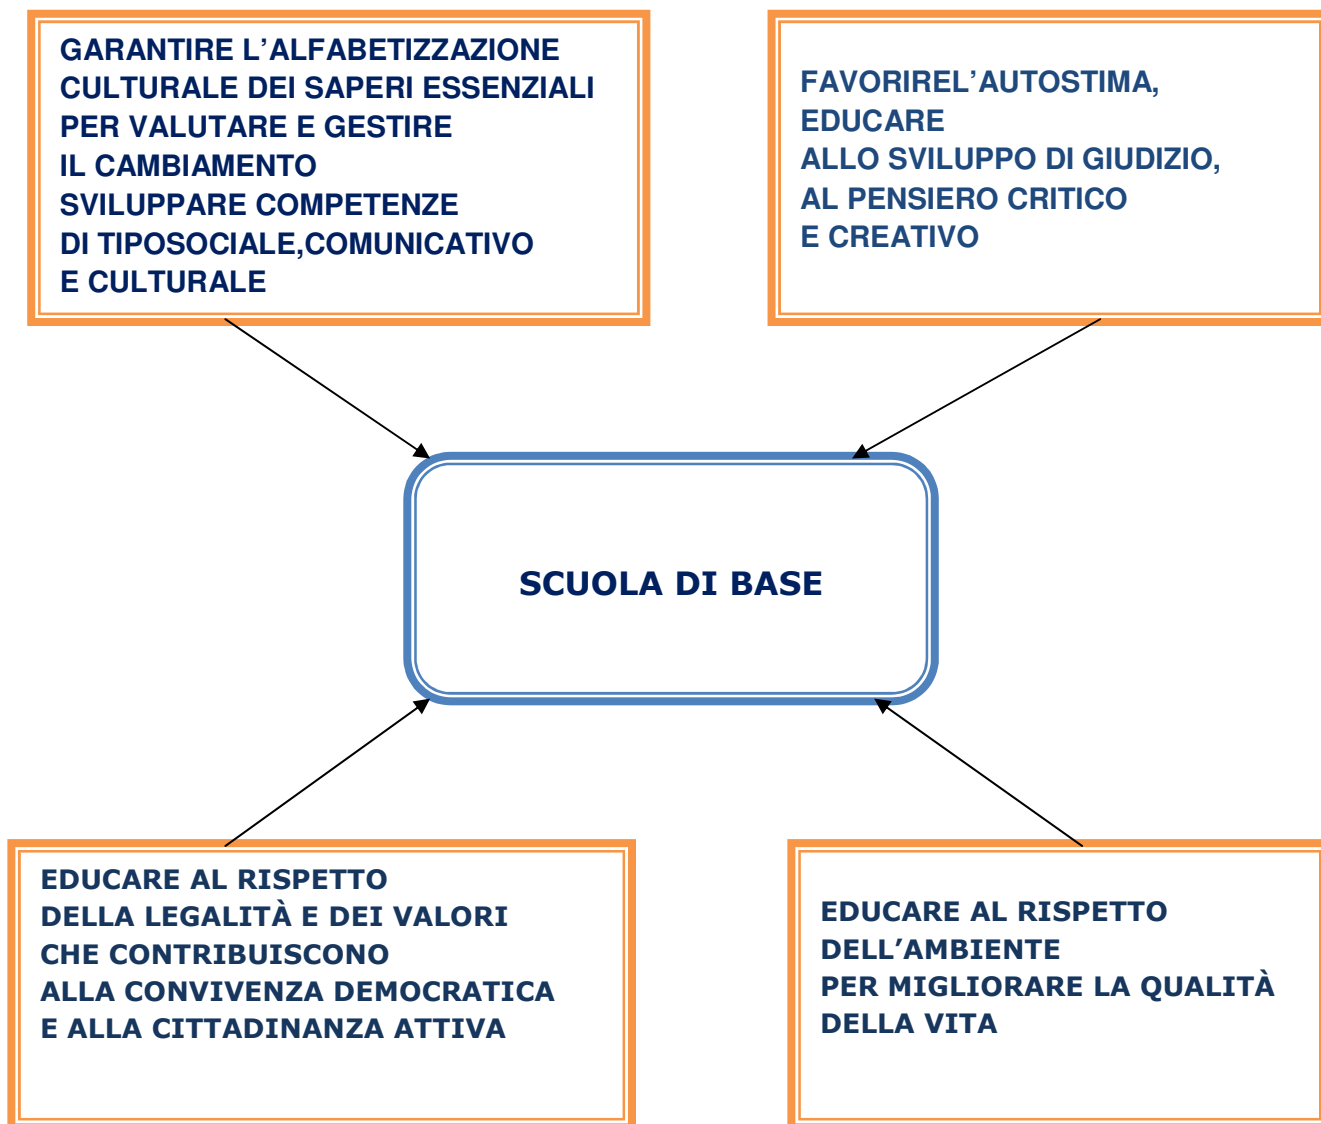 GARANTIRE L’ALFABETIZZAZIONE
CULTURALE DEI SAPERI ESSENZIALI
PER VALUTARE E GESTIRE
IL CAMBIAMENTO
SVILUPPARE COMPETENZE
DI TIPOSOCIALE,COMUNICATIVO
E CULTURALE
FAVORIREL’AUTOSTIMA,
EDUCARE
ALLO SVILUPPO DI GIUDIZIO,
AL PENSIERO CRITICO
E CREATIVO
SCUOLA DI BASE
EDUCARE AL RISPETTO
DELLA LEGALITÀ E DEI VALORI
CHE CONTRIBUISCONO
ALLA CONVIVENZA DEMOCRATICA
E ALLA CITTADINANZA ATTIVA
EDUCARE AL RISPETTO
DELL’AMBIENTE
PER MIGLIORARE LA QUALITÀ
DELLA VITA